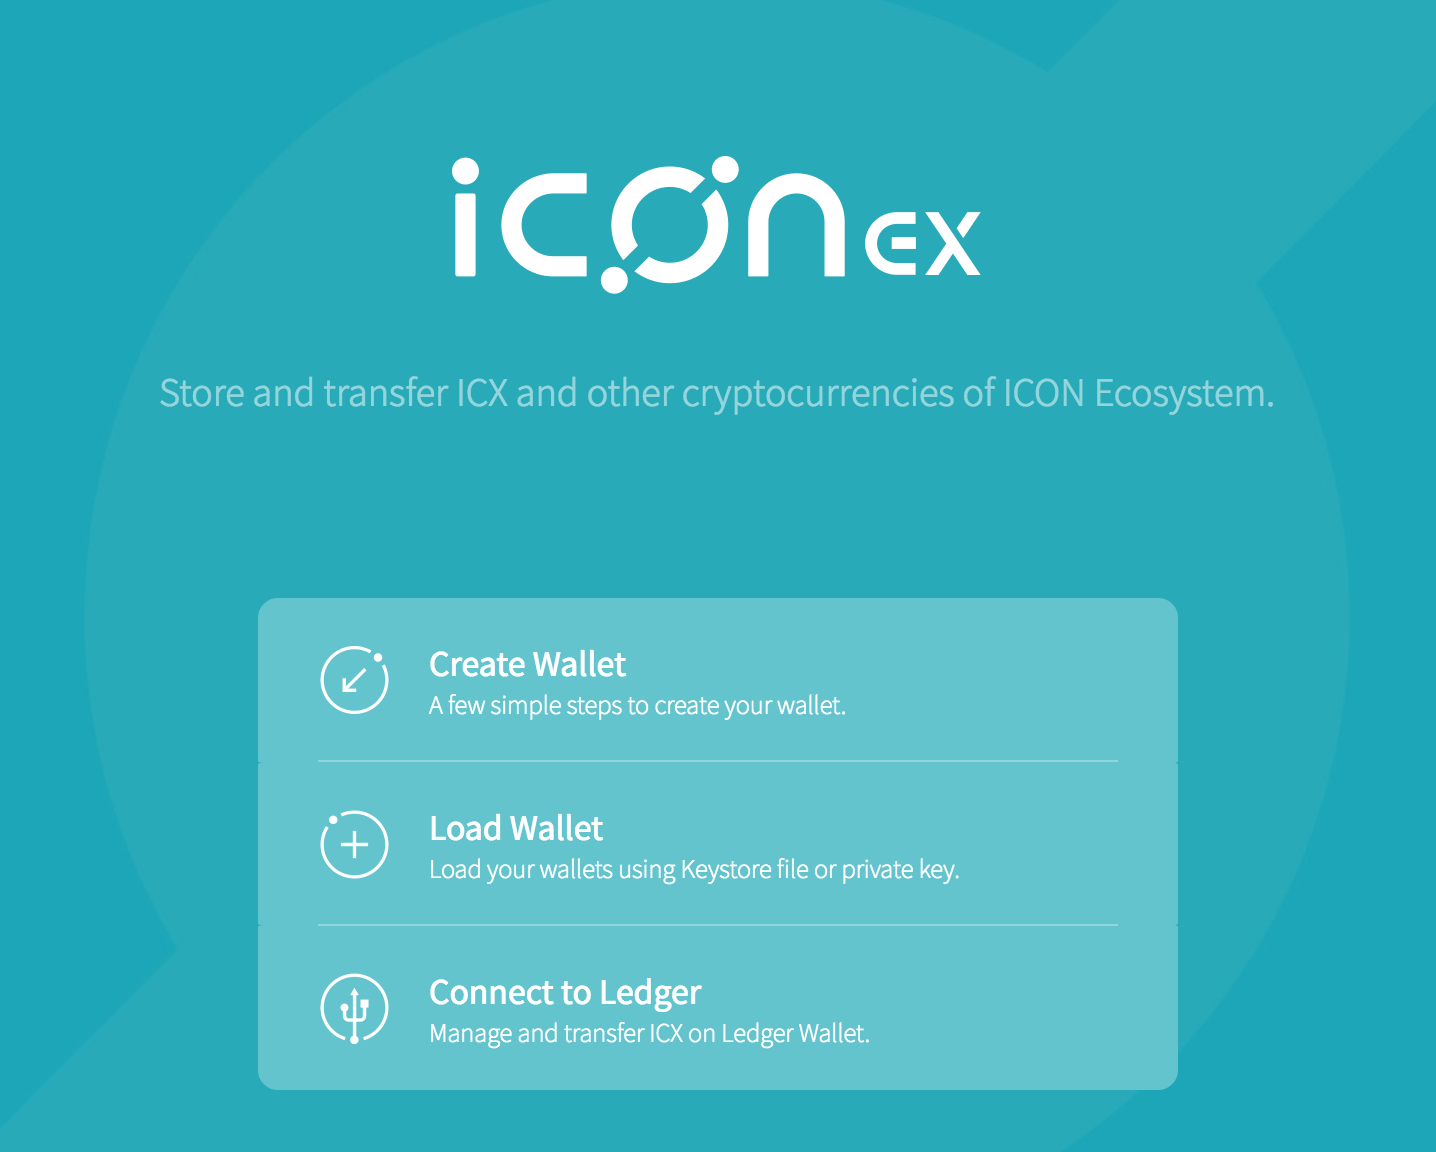 icon ex
Store and transfer ICX and other cryptocurrencies of ICON Ecosystem.
Create Wallet
A few simple steps to create your wallet.
Load Wallet
Load your wallets using Keystore file or private key.
Connect to Ledger
Manage and transfer ICX on Ledger Wallet.